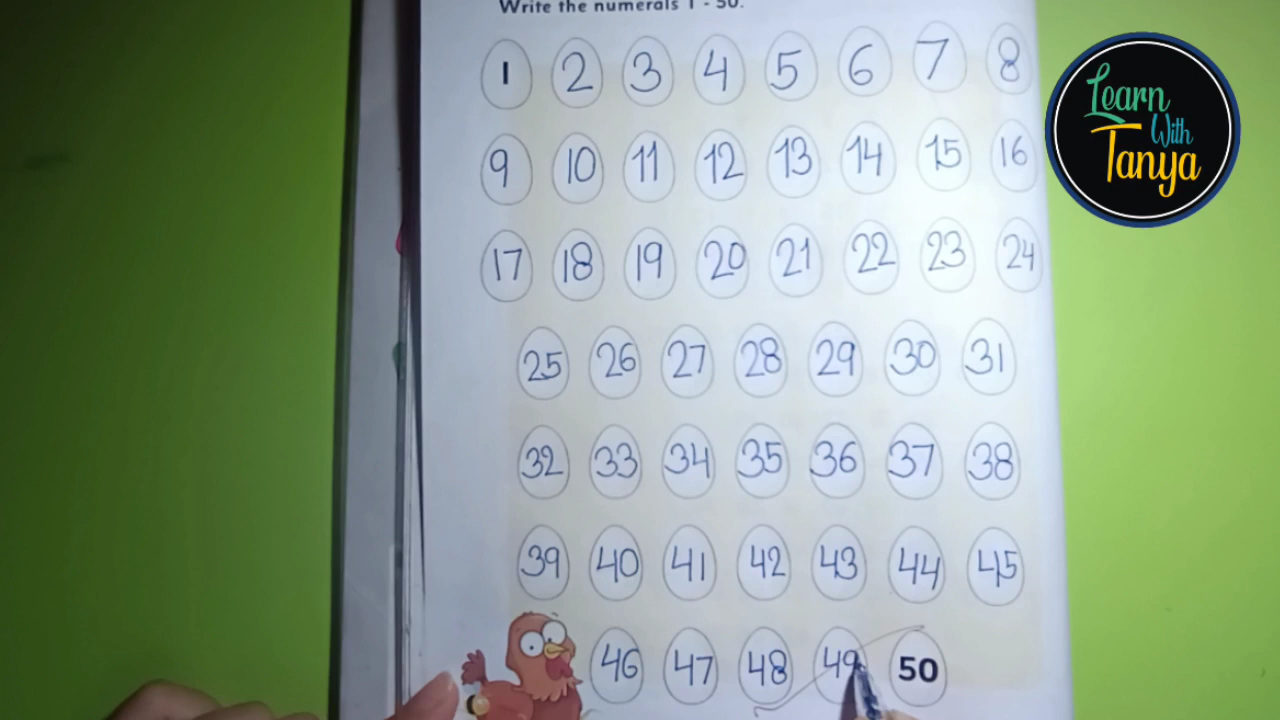 Write the numerals 1 - 50.
1 2 3 4 5 6 7 8
9 10 11 12 13 14 15 16
17 18 19 20 21 22 23 24
25 26 27 28 29 30 31
32 33 34 35 36 37 38
39 40 41 42 43 44 45
46 47 48 49 50
Learn
With
Tanya